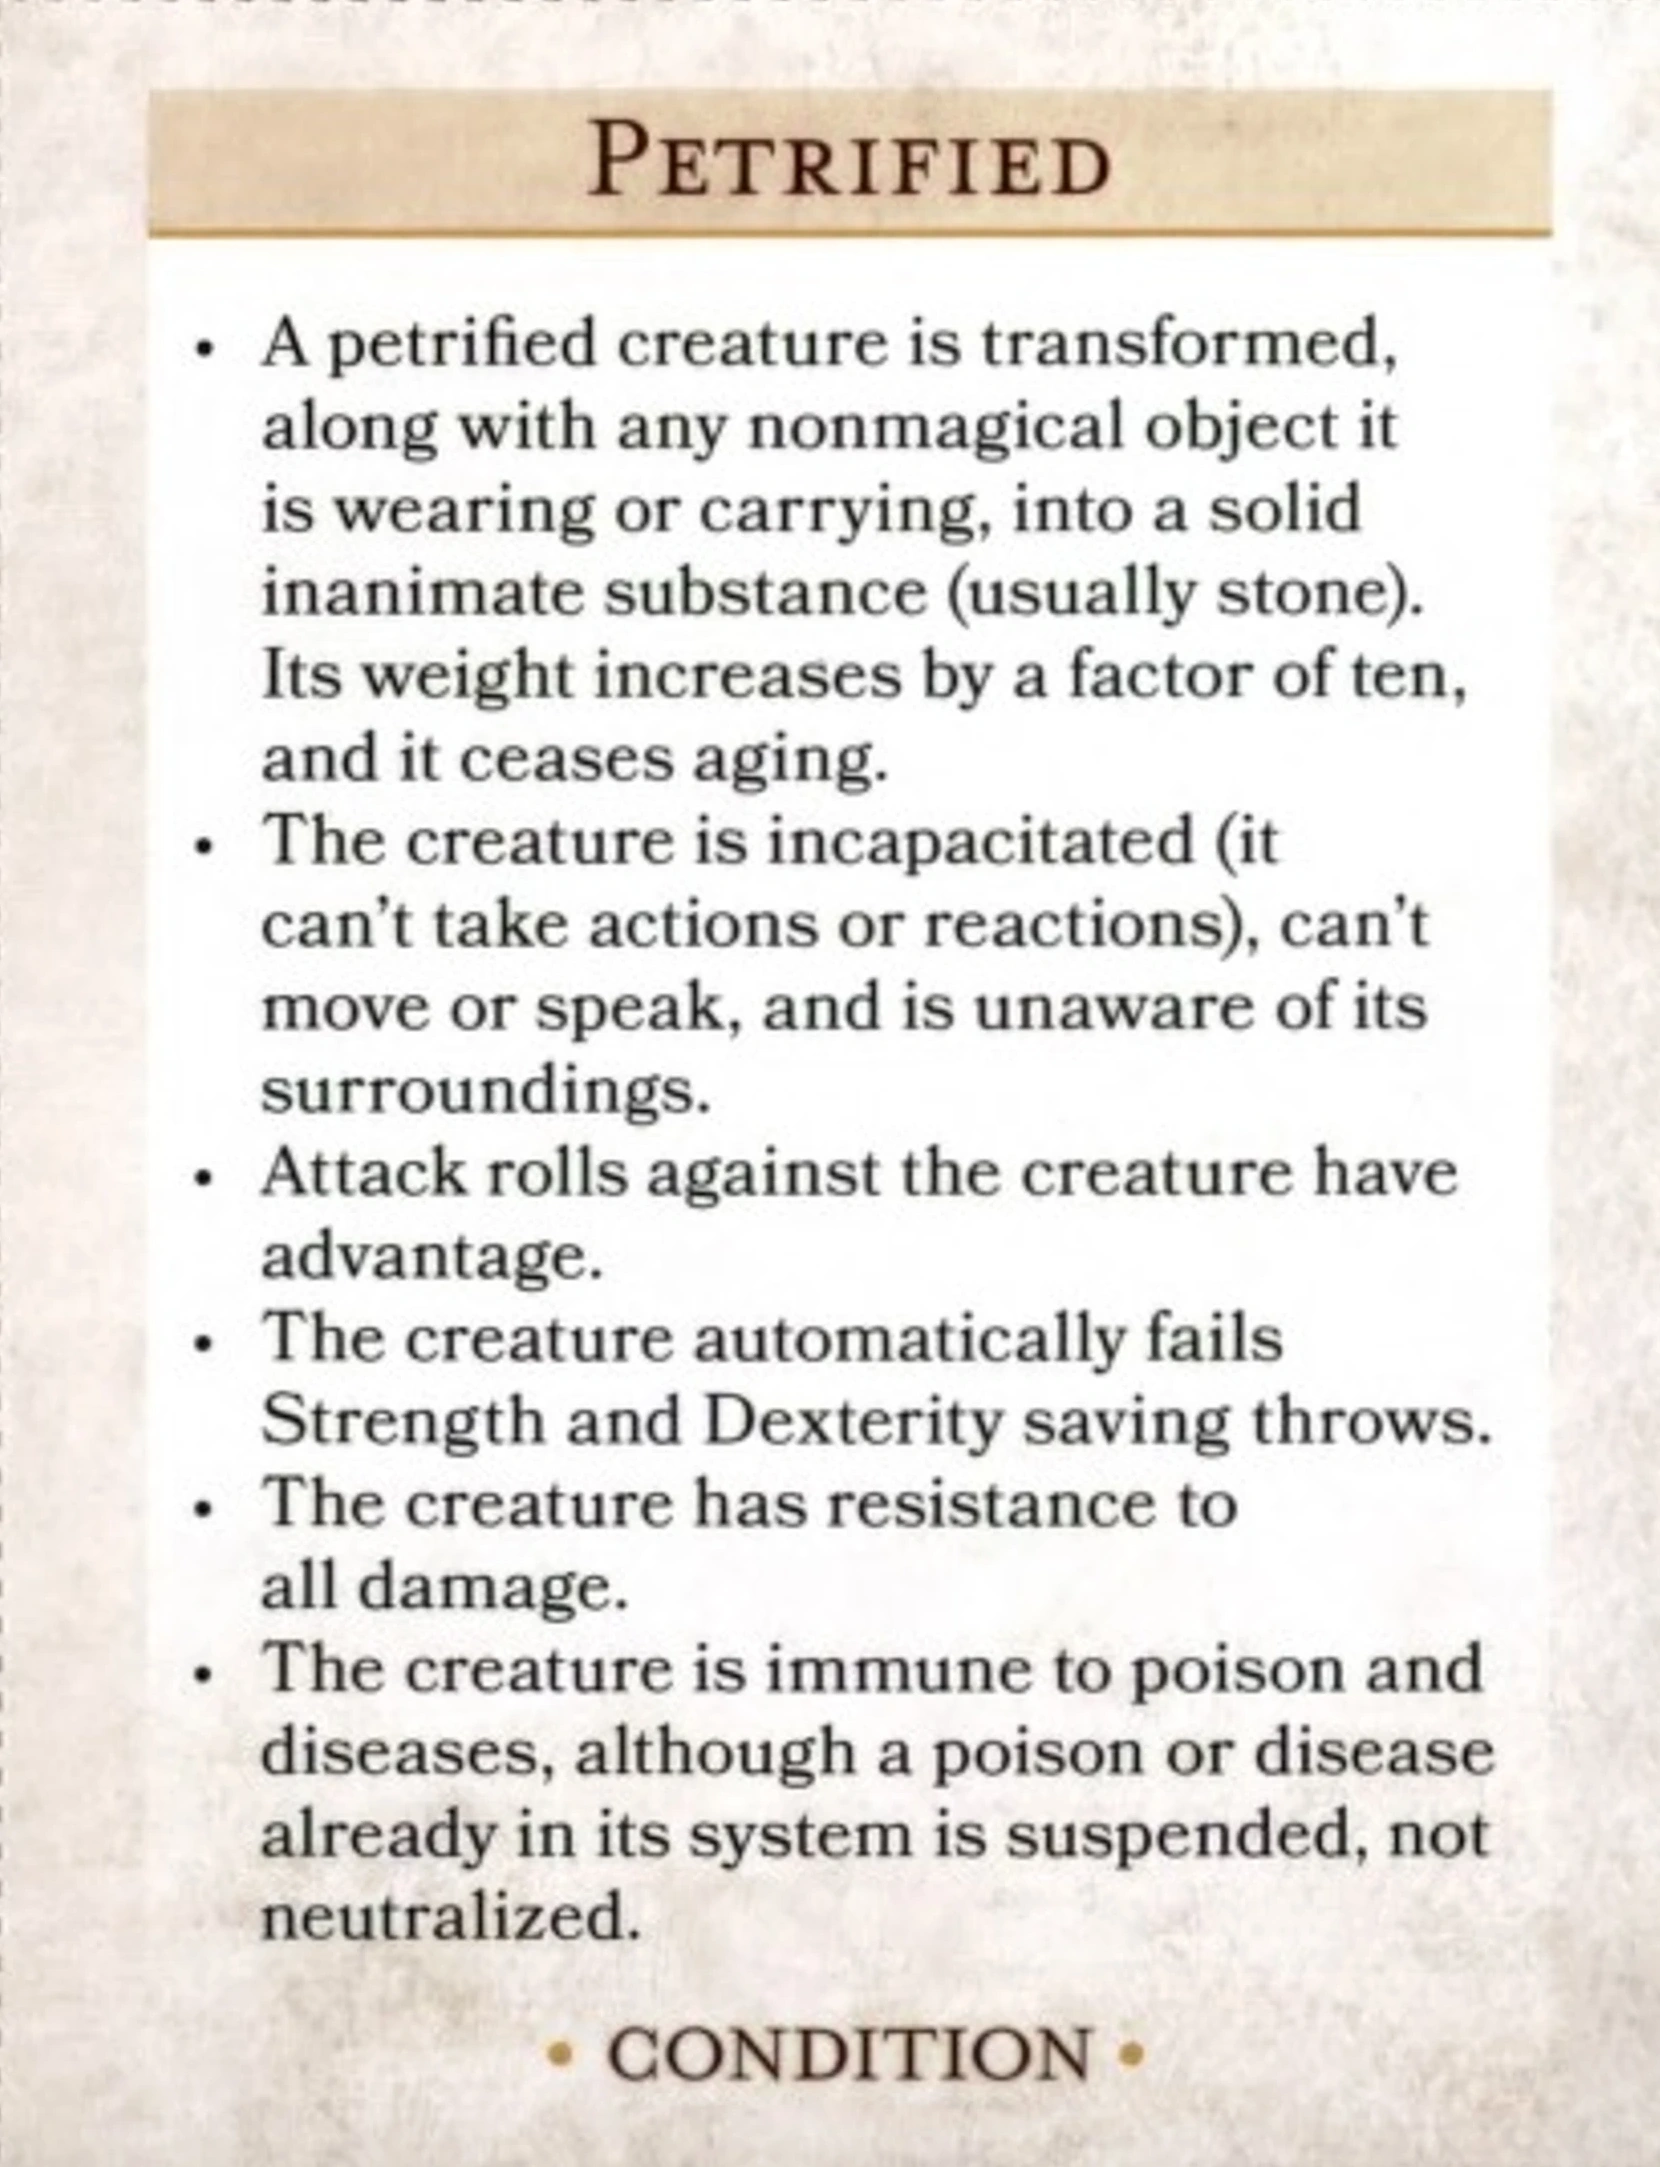 PETRIFIED
• A petrified creature is transformed,
along with any nonmagical object it
is wearing or carrying, into a solid
inanimate substance (usually stone).
Its weight increases by a factor of ten,
and it ceases aging.
• The creature is incapacitated (it
can't take actions or reactions), can't
move or speak, and is unaware of its
surroundings.
• Attack rolls against the creature have
advantage.
• The creature automatically fails
Strength and Dexterity saving throws.
• The creature has resistance to
all damage.
• The creature is immune to poison and
diseases, although a poison or disease
already in its system is suspended, not
neutralized.
• CONDITION •